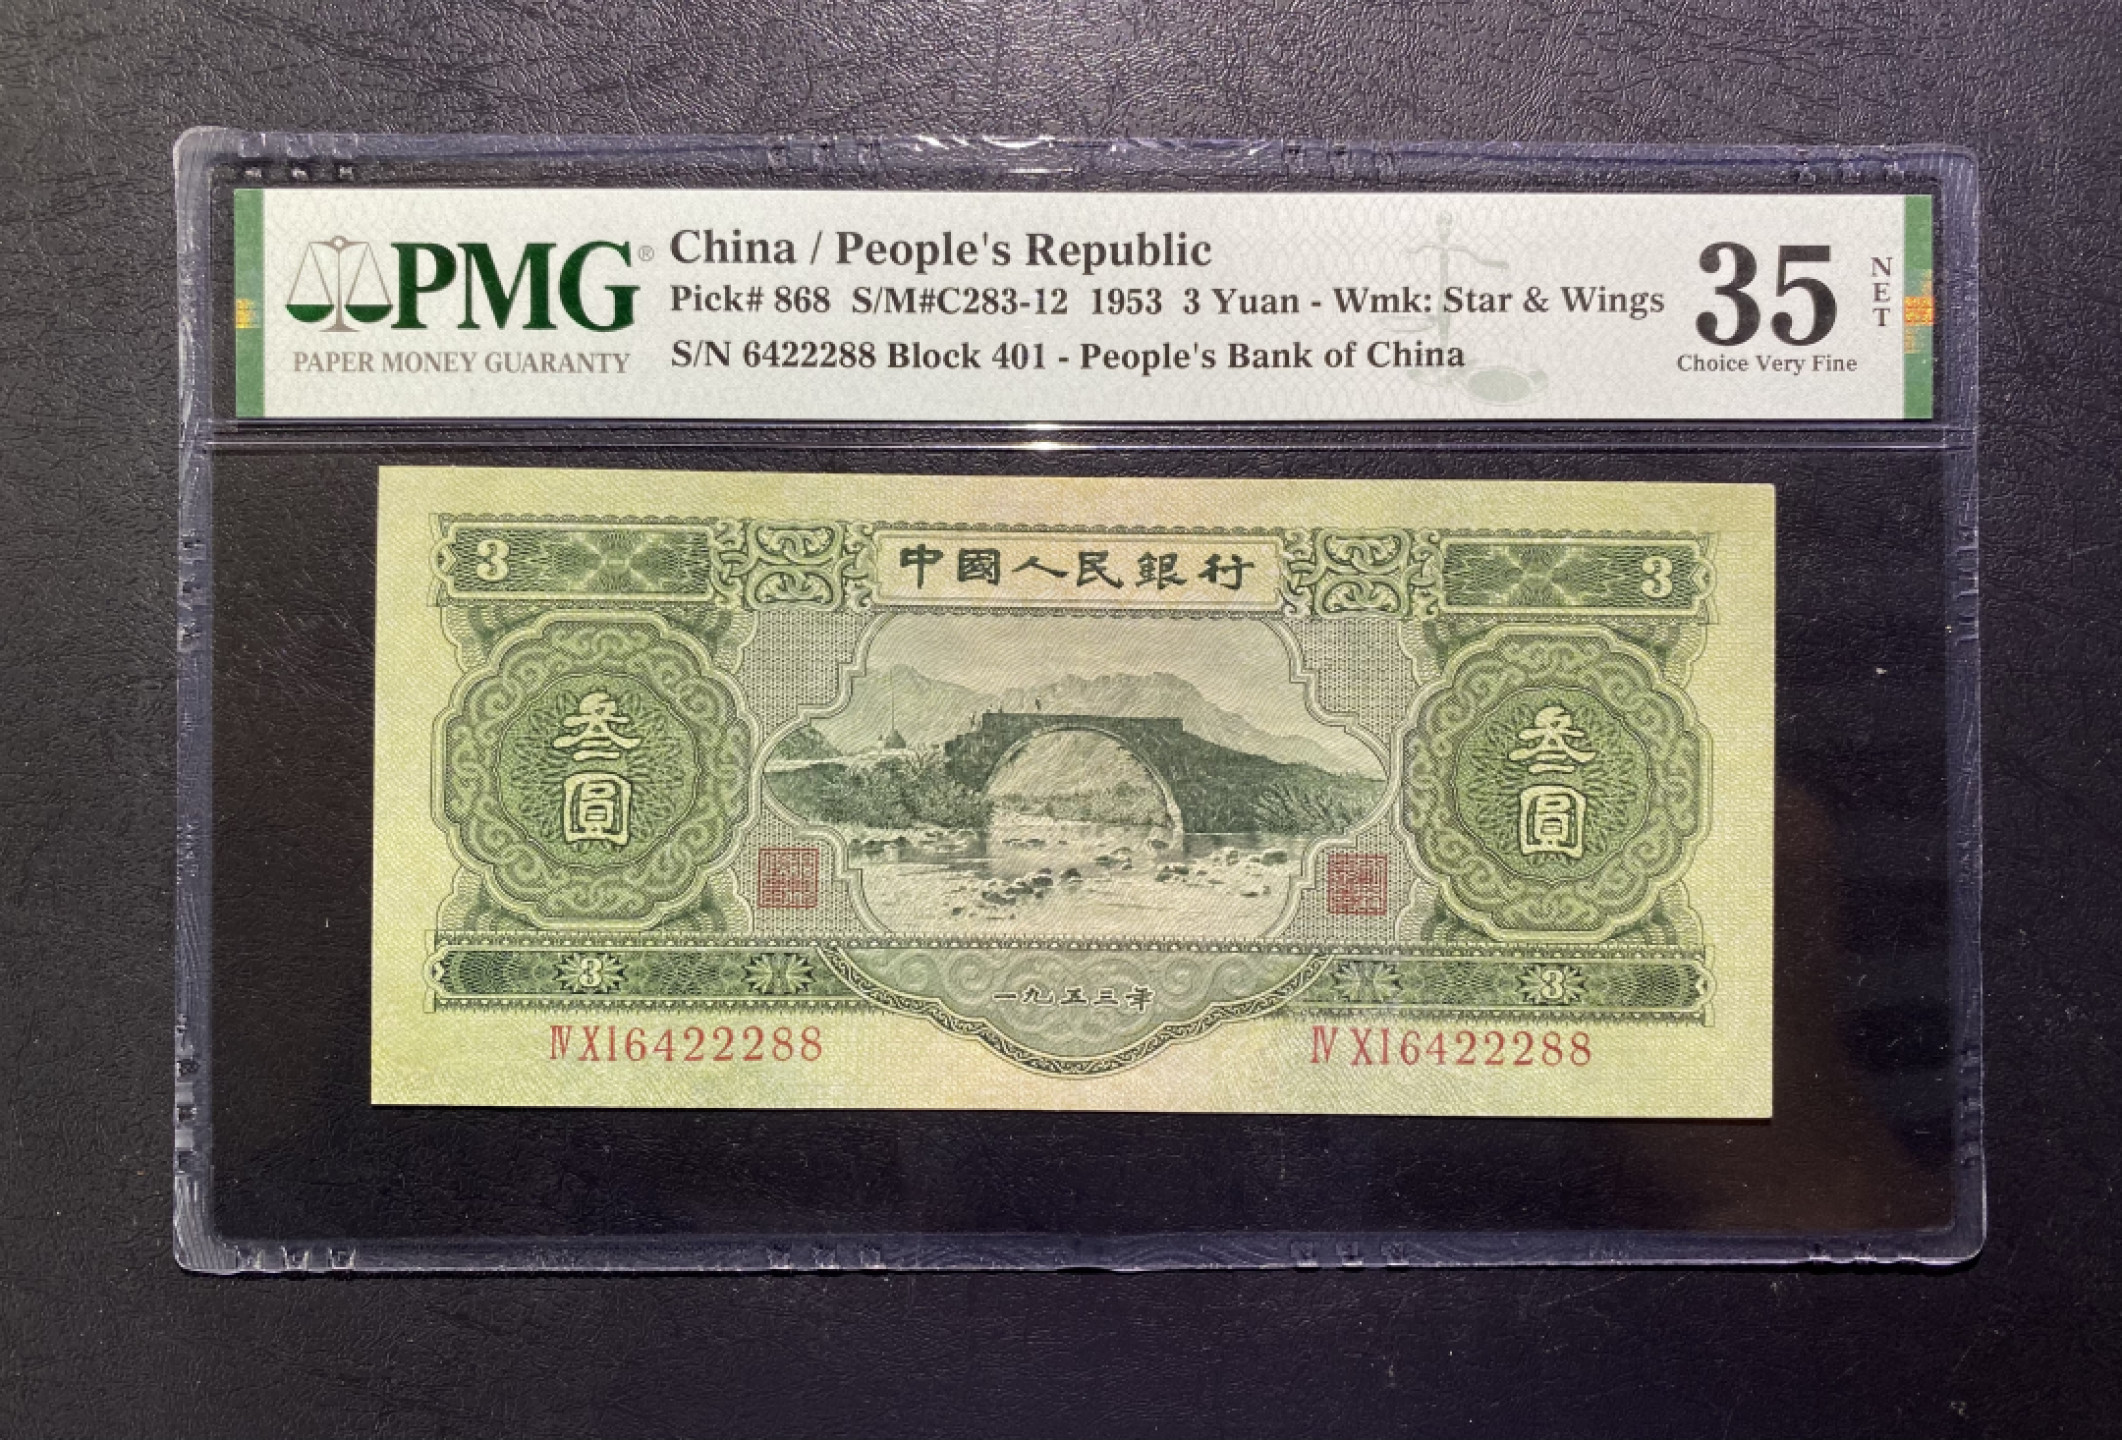 PMG®
PAPER MONEY GUARANTY
China / People's Republic
Pick# 868 S/M#C283-12 1953 3 Yuan - Wmk: Star & Wings
S/N 6422288 Block 401 - People's Bank of China
35
NET
Choice Very Fine
3 中國人民銀行 3
叁圓
叁圓
3 3
一九五三年
Ⅳ X I 6422288
Ⅳ X I 6422288